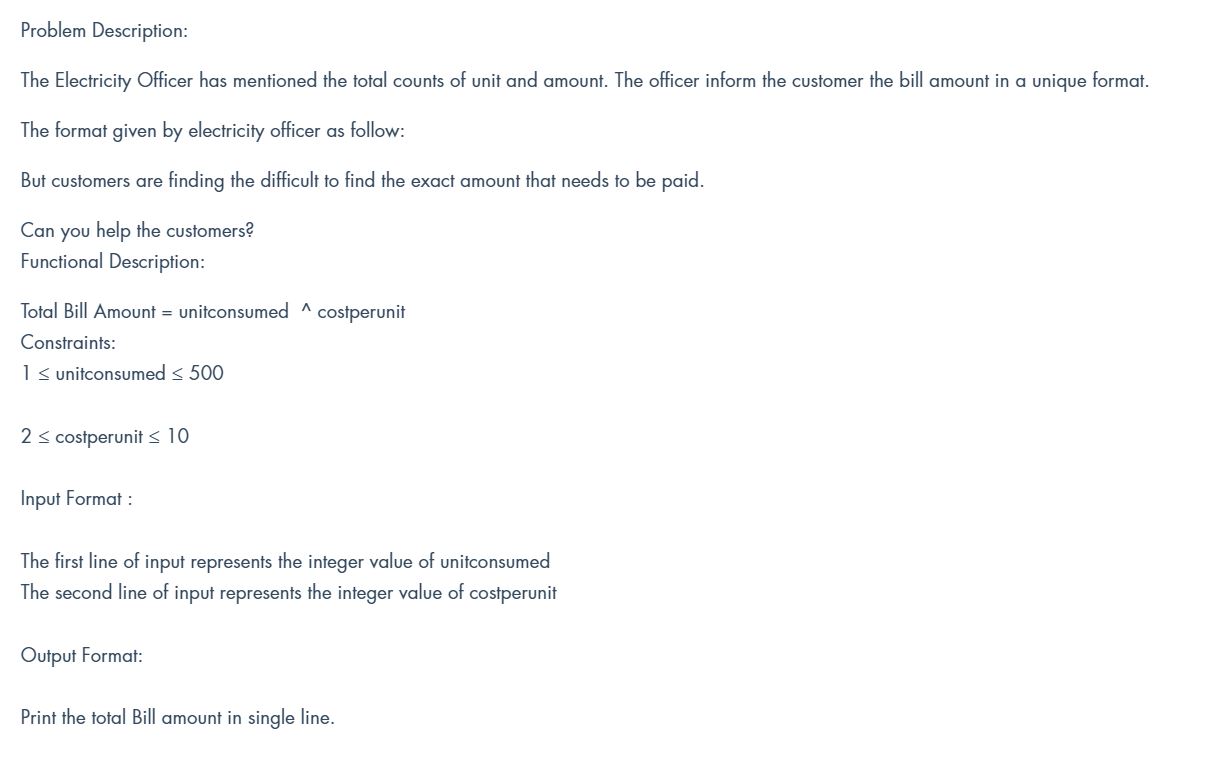 Problem Description:
The Electricity Officer has mentioned the total counts of unit and amount. The officer inform the customer the bill amount in a unique format.
The format given by electricity officer as follow:
But customers are finding the difficult to find the exact amount that needs to be paid.
Can you help the customers?
Functional Description:
Total Bill Amount = unitconsumed  ^ costperunit
Constraints:
1 ≤ unitconsumed ≤ 500
2 ≤ costperunit ≤ 10
Input Format :
The first line of input represents the integer value of unitconsumed
The second line of input represents the integer value of costperunit
Output Format:
Print the total Bill amount in single line.